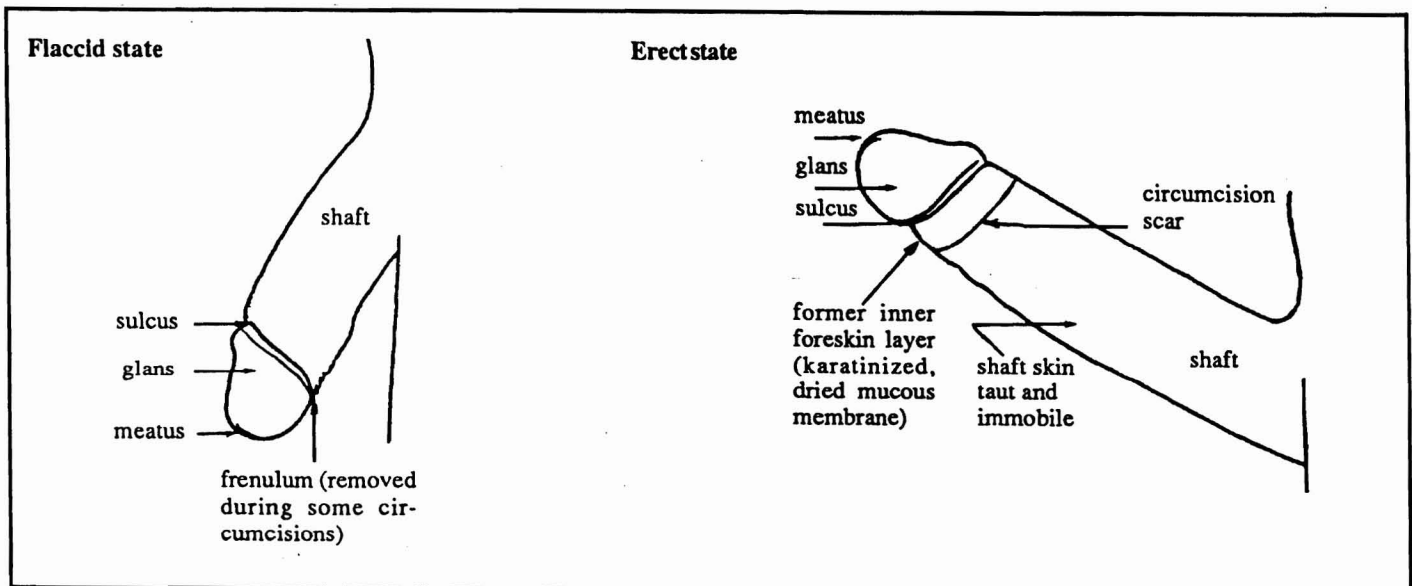 Flaccid state
shaft
sulcus
glans
meatus
frenulum (removed
during some cir-
cumcisions)
Erect state
meatus
glans
sulcus
circumcision
scar
former inner
foreskin layer
(karatinized,
dried mucous
membrane)
shaft skin
taut and
immobile
shaft